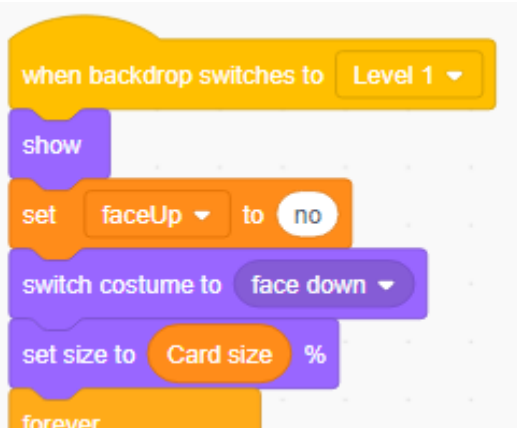 when backdrop switches to Level 1
show
set faceUp to no
switch costume to face down
set size to Card size %
forever